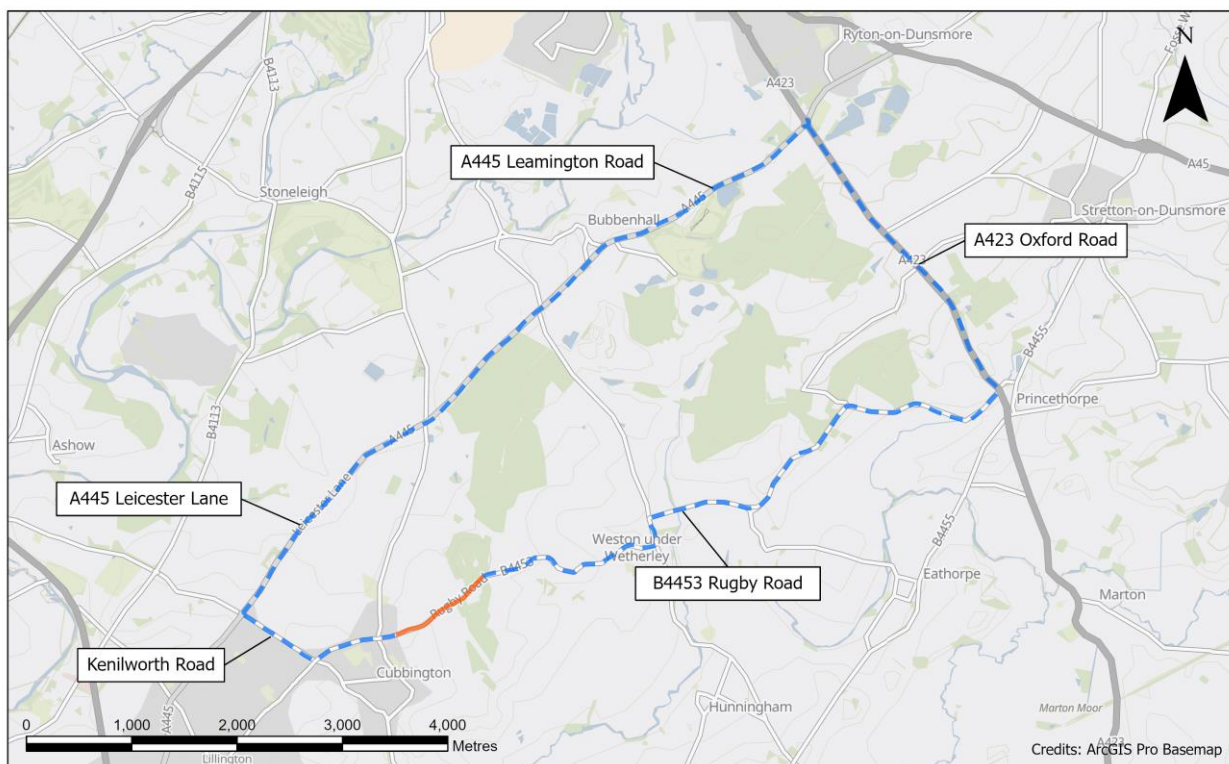 Ryton-on-Dunsmore
N
B4113
A423
A45
B4115
A445 Leamington Road
Stoneleigh
A445
Bubbenhall
Stretton-on-Dunsmore
A423 Oxford Road
A423
B4455
Princethorpe
B4113
Ashow
A445
A445 Leicester Lane
Leicester Lane
Weston under
Wetherley
B4453
B4455
B4453 Rugby Road
Eathorpe
Rugby Road
Marton
Kenilworth Road
Cubbington
Hunningham
A445
Marton Moor
0 1,000 2,000 3,000 4,000
Metres
A423
Lillington
Credits: ArcGIS Pro Basemap